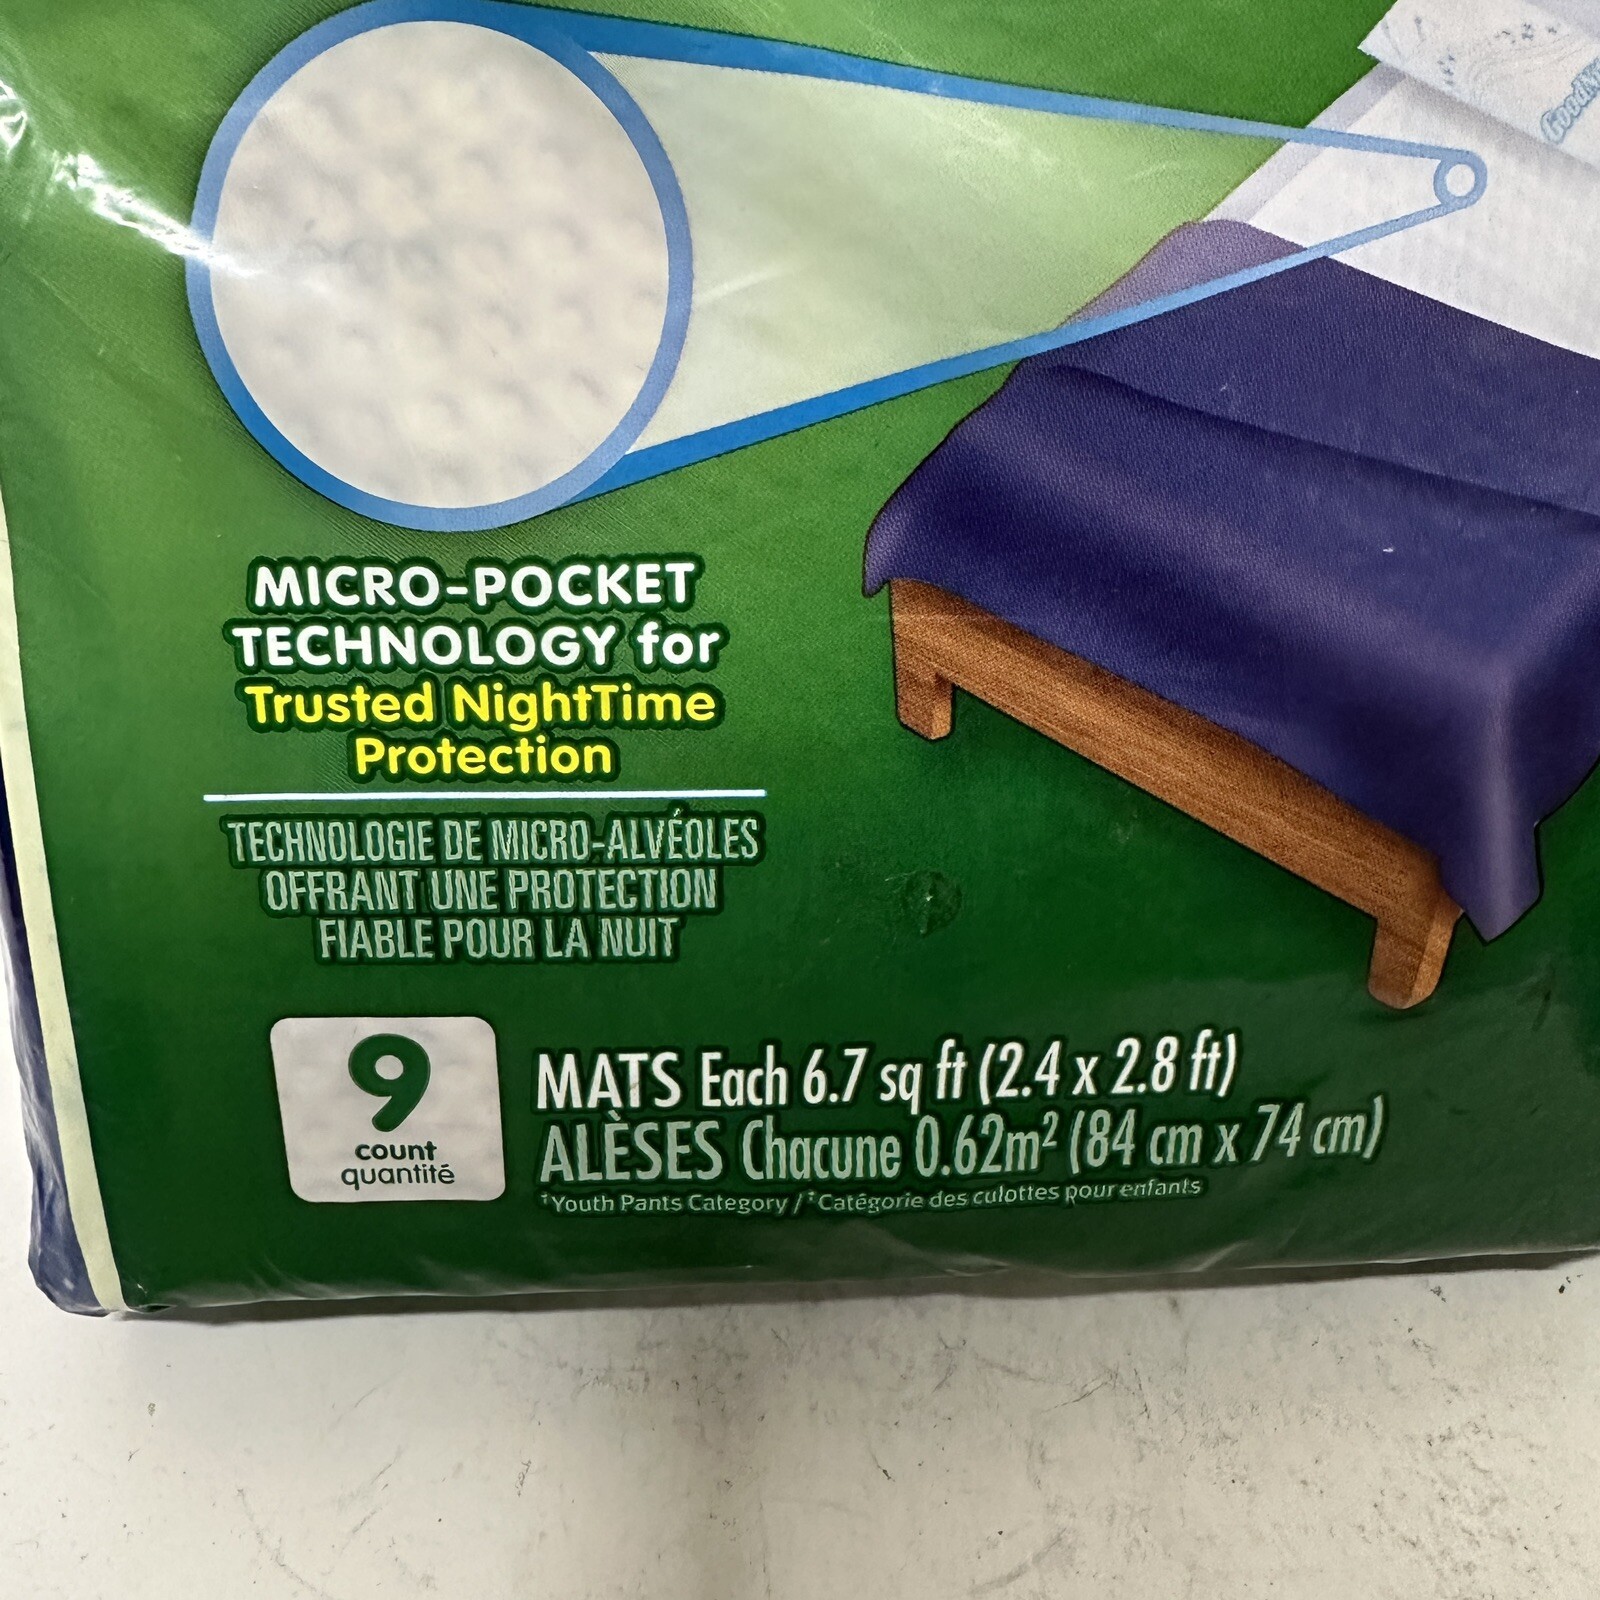 MICRO-POCKET
TECHNOLOGY for
Trusted NightTime
Protection
TECHNOLOGIE DE MICRO-ALVÉOLES
OFFRANT UNE PROTECTION
FIABLE POUR LA NUIT
9
count
quantité
MATS Each 6.7 sq ft (2.4 x 2.8 ft)
ALÈSES Chacune 0.62m² (84 cm x 74 cm)
‡Youth Pants Category / ‡Catégorie des culottes pour enfants